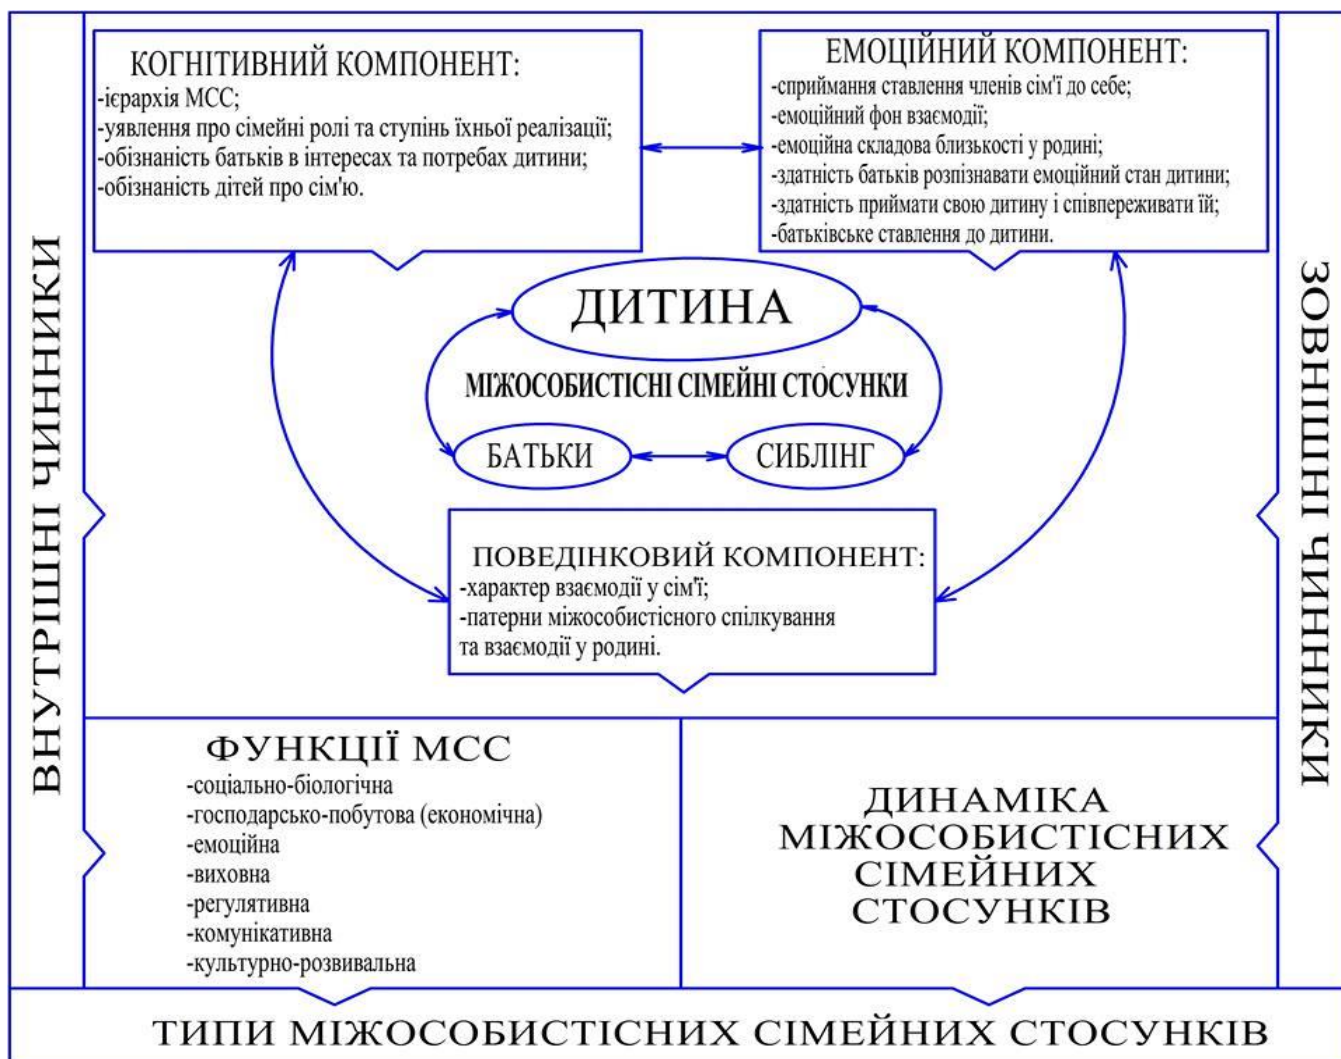 ВНУТРІШНІ ЧИННИКИ
КОГНІТИВНИЙ КОМПОНЕНТ:
-ієрархія МСС;
-уявлення про сімейні ролі та ступінь їхньої реалізації;
-обізнаність батьків в інтересах та потребах дитини;
-обізнаність дітей про сім'ю.
ЕМОЦІЙНИЙ КОМПОНЕНТ:
-сприймання ставлення членів сім'ї до себе;
-емоційний фон взаємодії;
-емоційна складова близькості у родині;
-здатність батьків розпізнавати емоційний стан дитини;
-здатність приймати свою дитину і співпереживати їй;
-батьківське ставлення до дитини.
ЗОВНІШНІ ЧИННИКИ
ДИТИНА
МІЖОСОБИСТІСНІ СІМЕЙНІ СТОСУНКИ
БАТЬКИ
СИБЛІНГ
ПОВЕДІНКОВИЙ КОМПОНЕНТ:
-характер взаємодії у сім'ї;
-патерни міжособистісного спілкування
та взаємодії у родині.
ФУНКЦІЇ МСС
-соціально-біологічна
-господарсько-побутова (економічна)
-емоційна
-виховна
-регулятивна
-комунікативна
-культурно-розвивальна
ДИНАМІКА
МІЖОСОБИСТІСНИХ
СІМЕЙНИХ
СТОСУНКІВ
ТИПИ МІЖОСОБИСТІСНИХ СІМЕЙНИХ СТОСУНКІВ